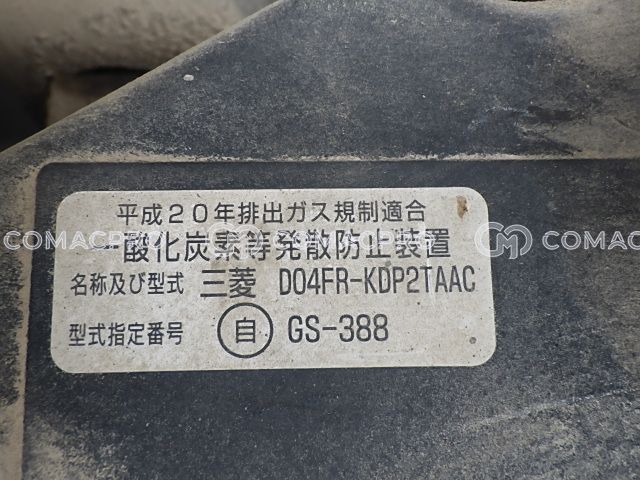 平成20年排出ガス規制適合
一酸化炭素等発散防止装置
名称及び型式 三菱 D04FR-KDP2TAAC
型式指定番号 自 GS-388
COMACPRO COMACPRO